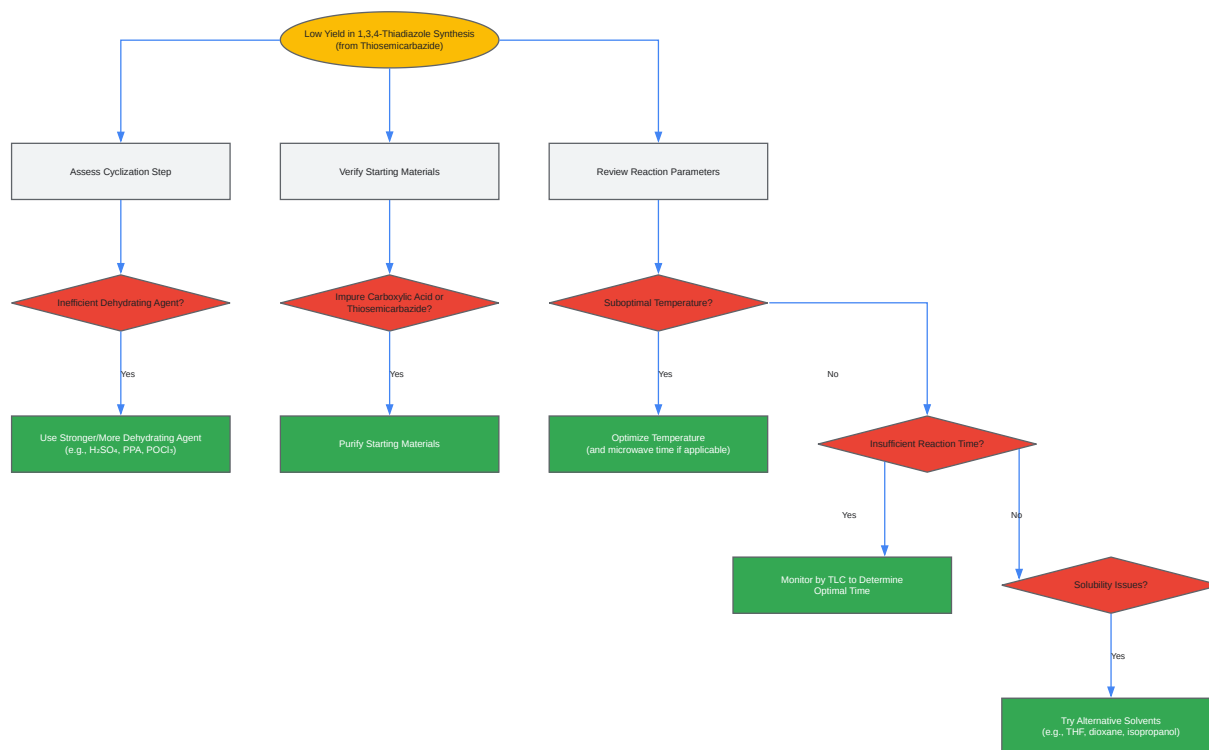 Low Yield in 1,3,4-Thiadiazole Synthesis
(from Thiosemicarbazide)
Assess Cyclization Step
Verify Starting Materials
Review Reaction Parameters
Inefficient Dehydrating Agent?
Impure Carboxylic Acid or
Thiosemicarbazide?
Suboptimal Temperature?
Yes
Yes
Yes
No
Use Stronger/More Dehydrating Agent
(e.g., H₂SO₄, PPA, POCl₃)
Purify Starting Materials
Optimize Temperature
(and microwave time if applicable)
Insufficient Reaction Time?
Yes
No
Monitor by TLC to Determine
Optimal Time
Solubility Issues?
Yes
Try Alternative Solvents
(e.g., THF, dioxane, isopropanol)